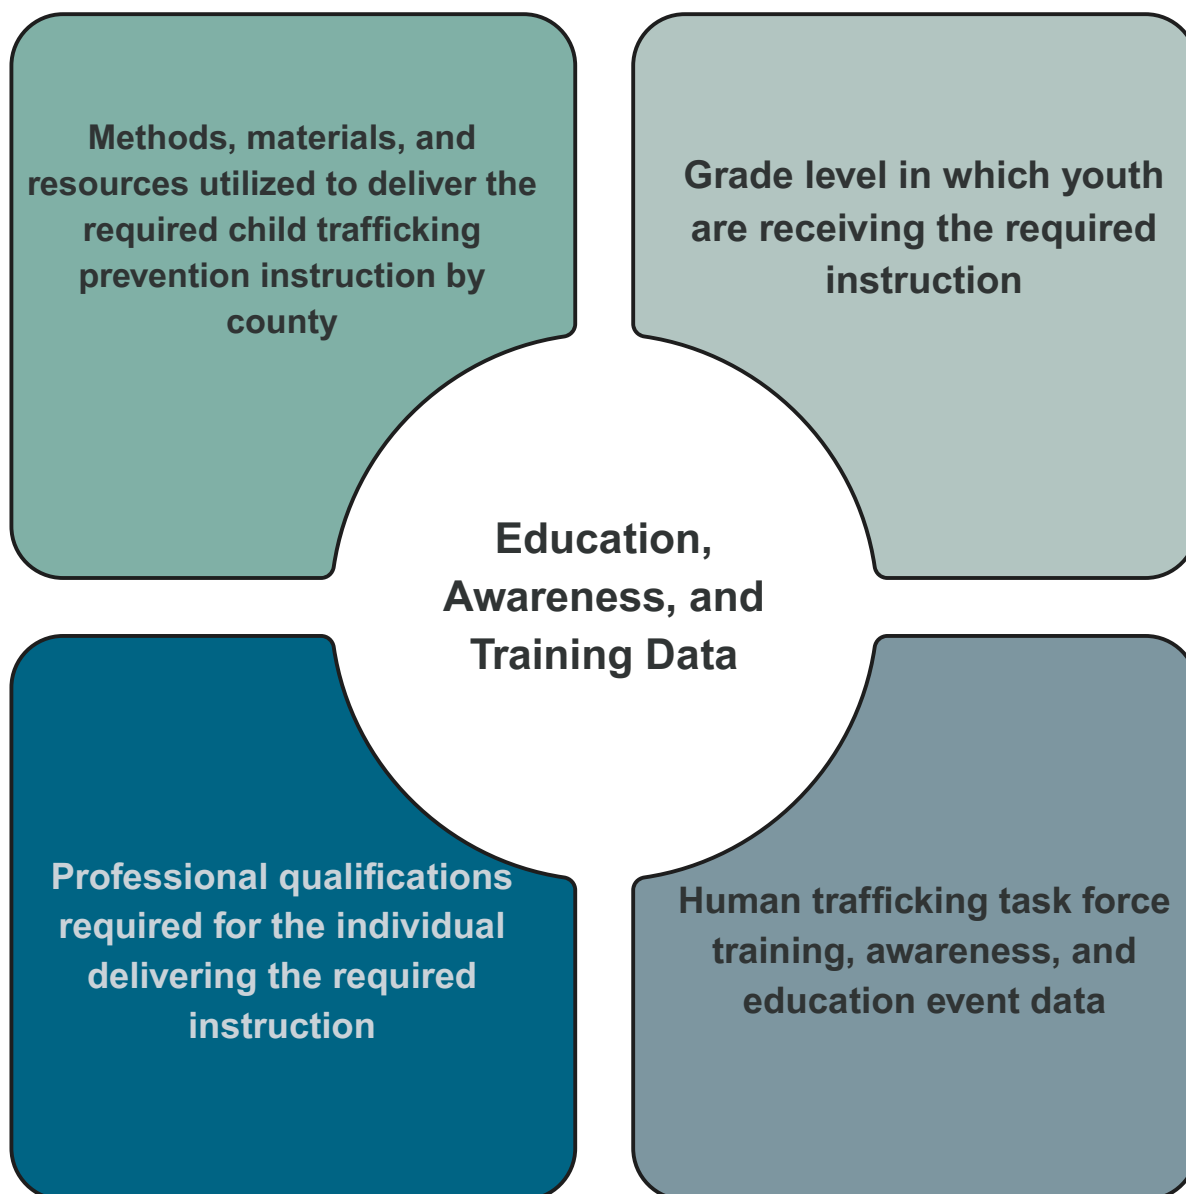 Methods, materials, and
resources utilized to deliver the
required child trafficking
prevention instruction by
county
Grade level in which youth
are receiving the required
instruction
Education,
Awareness, and
Training Data
Professional qualifications
required for the individual
delivering the required
instruction
Human trafficking task force
training, awareness, and
education event data